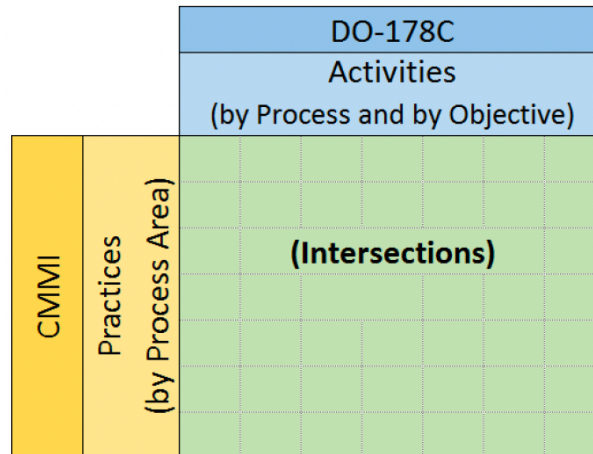 DO-178C
Activities
(by Process and by Objective)
CMMI
Practices
(by Process Area)
(Intersections)